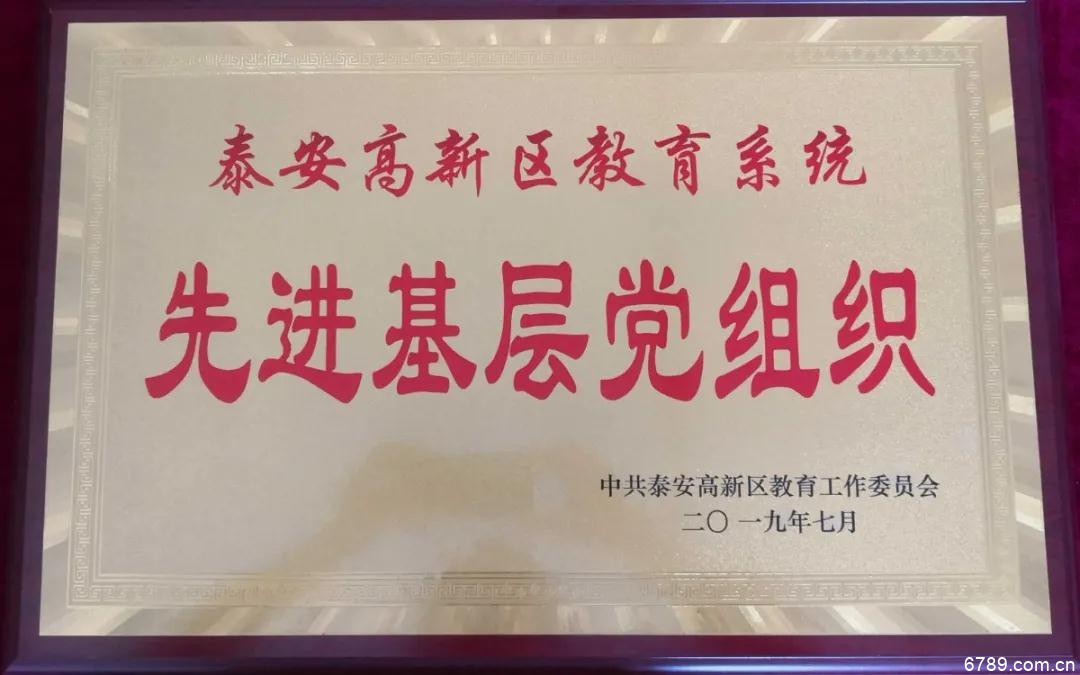 泰安高新区教育系统
先进基层党组织
中共泰安高新区教育工作委员会
二〇一九年七月
6789.com.cn